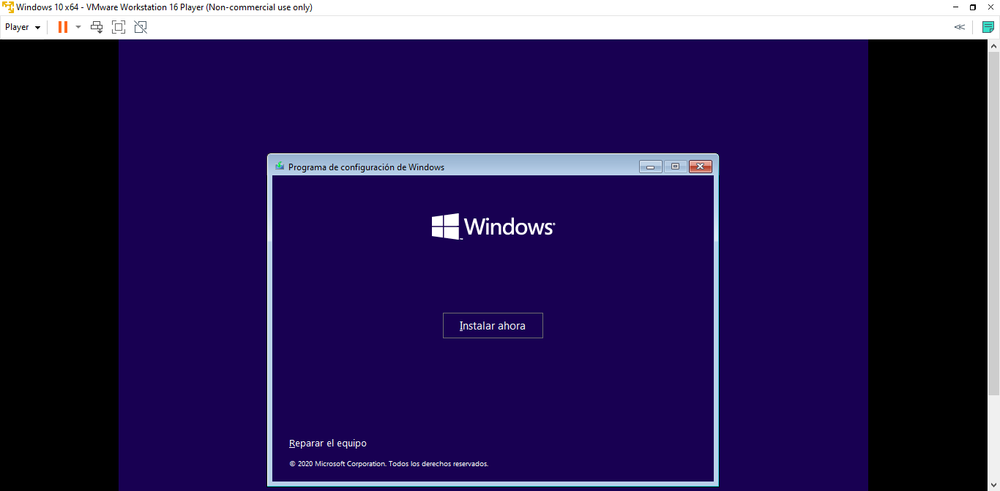 Windows 10 x64 - VMware Workstation 16 Player (Non-commercial use only)
Player
Programa de configuración de Windows
Windows
Instalar ahora
Reparar el equipo
© 2020 Microsoft Corporation. Todos los derechos reservados.